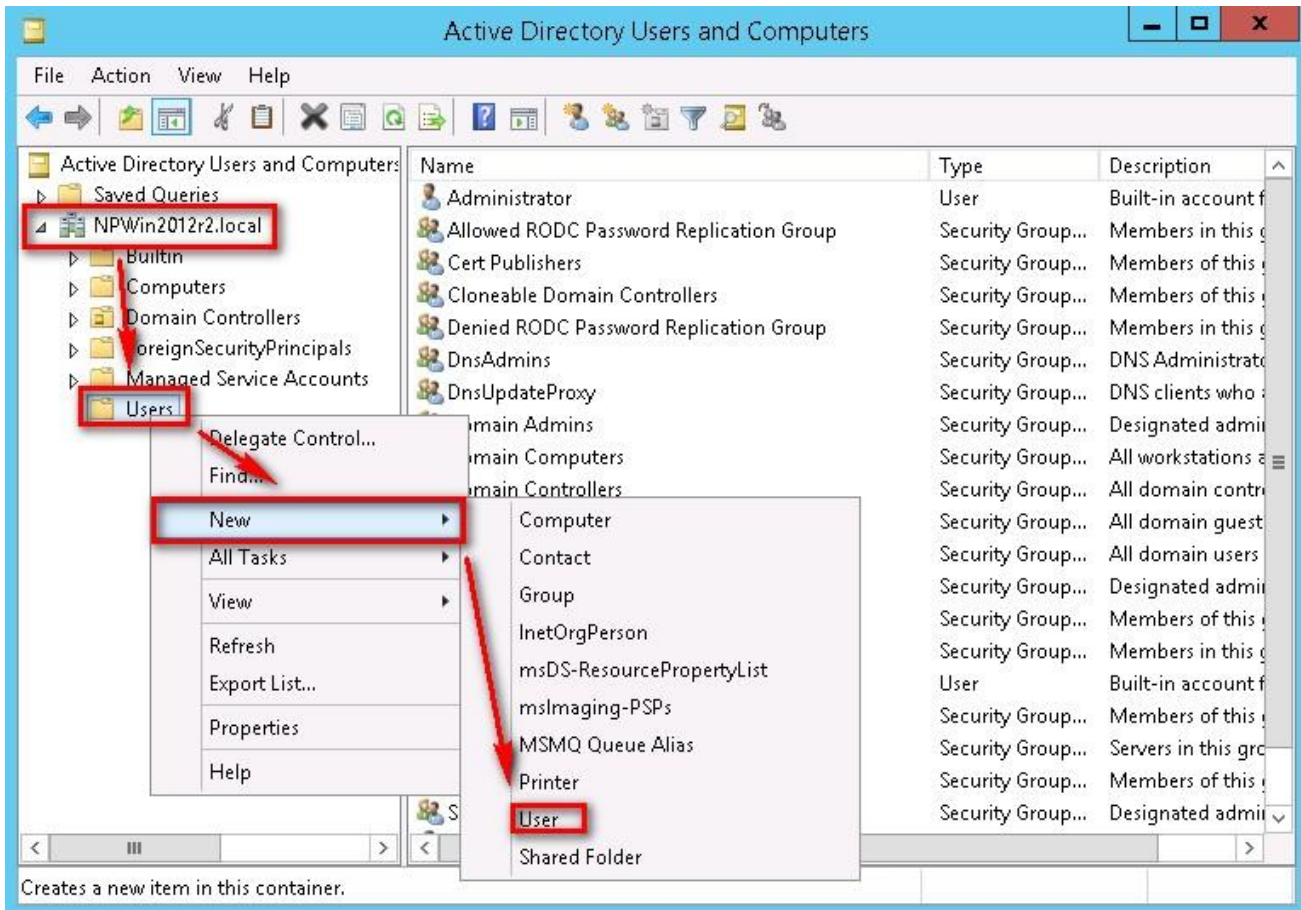 Active Directory Users and Computers
File Action View Help
Active Directory Users and Computers
Saved Queries
NPWin2012r2.local
Builtin
Computers
Domain Controllers
ForeignSecurityPrincipals
Managed Service Accounts
Users
Name Type Description
Administrator User Built-in account f
Allowed RODC Password Replication Group Security Group... Members in this g
Cert Publishers Security Group... Members of this
Cloneable Domain Controllers Security Group... Members of this
Denied RODC Password Replication Group Security Group... Members in this g
DnsAdmins Security Group... DNS Administrato
DnsUpdateProxy Security Group... DNS clients who
main Admins Security Group... Designated admi
main Computers Security Group... All workstations a
main Controllers Security Group... All domain contr
Security Group... All domain guest
Security Group... All domain users
Security Group... Designated admi
Security Group... Members of this
Security Group... Members in this g
User Built-in account f
Security Group... Members of this
Security Group... Servers in this gro
Security Group... Members of this
S Security Group... Designated admi
Delegate Control...
Find...
New
All Tasks
View
Refresh
Export List...
Properties
Help
Computer
Contact
Group
InetOrgPerson
msDS-ResourcePropertyList
msImaging-PSPs
MSMQ Queue Alias
Printer
User
Shared Folder
Creates a new item in this container.